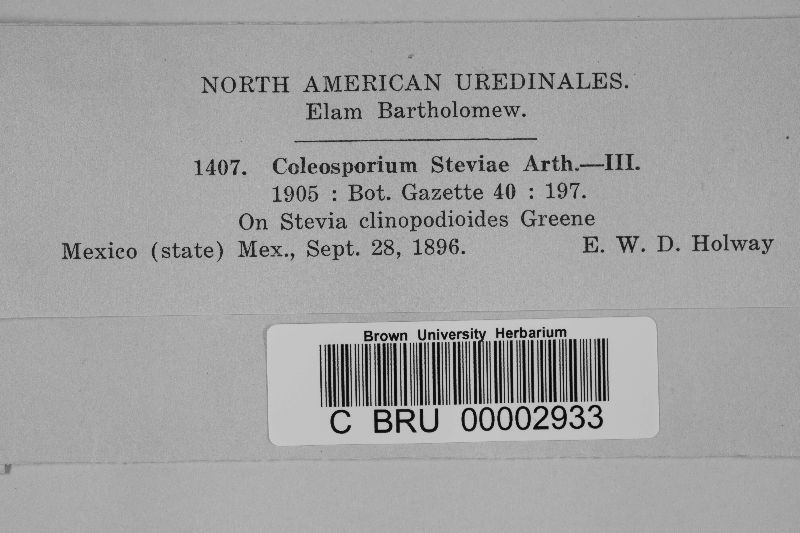 NORTH AMERICAN UREDINALES.
Elam Bartholomew.
1407. Coleosporium Steviae Arth.—III.
1905 : Bot. Gazette 40 : 197.
On Stevia clinopodioides Greene
Mexico (state) Mex., Sept. 28, 1896. E. W. D. Holway
Brown University Herbarium
C BRU 00002933